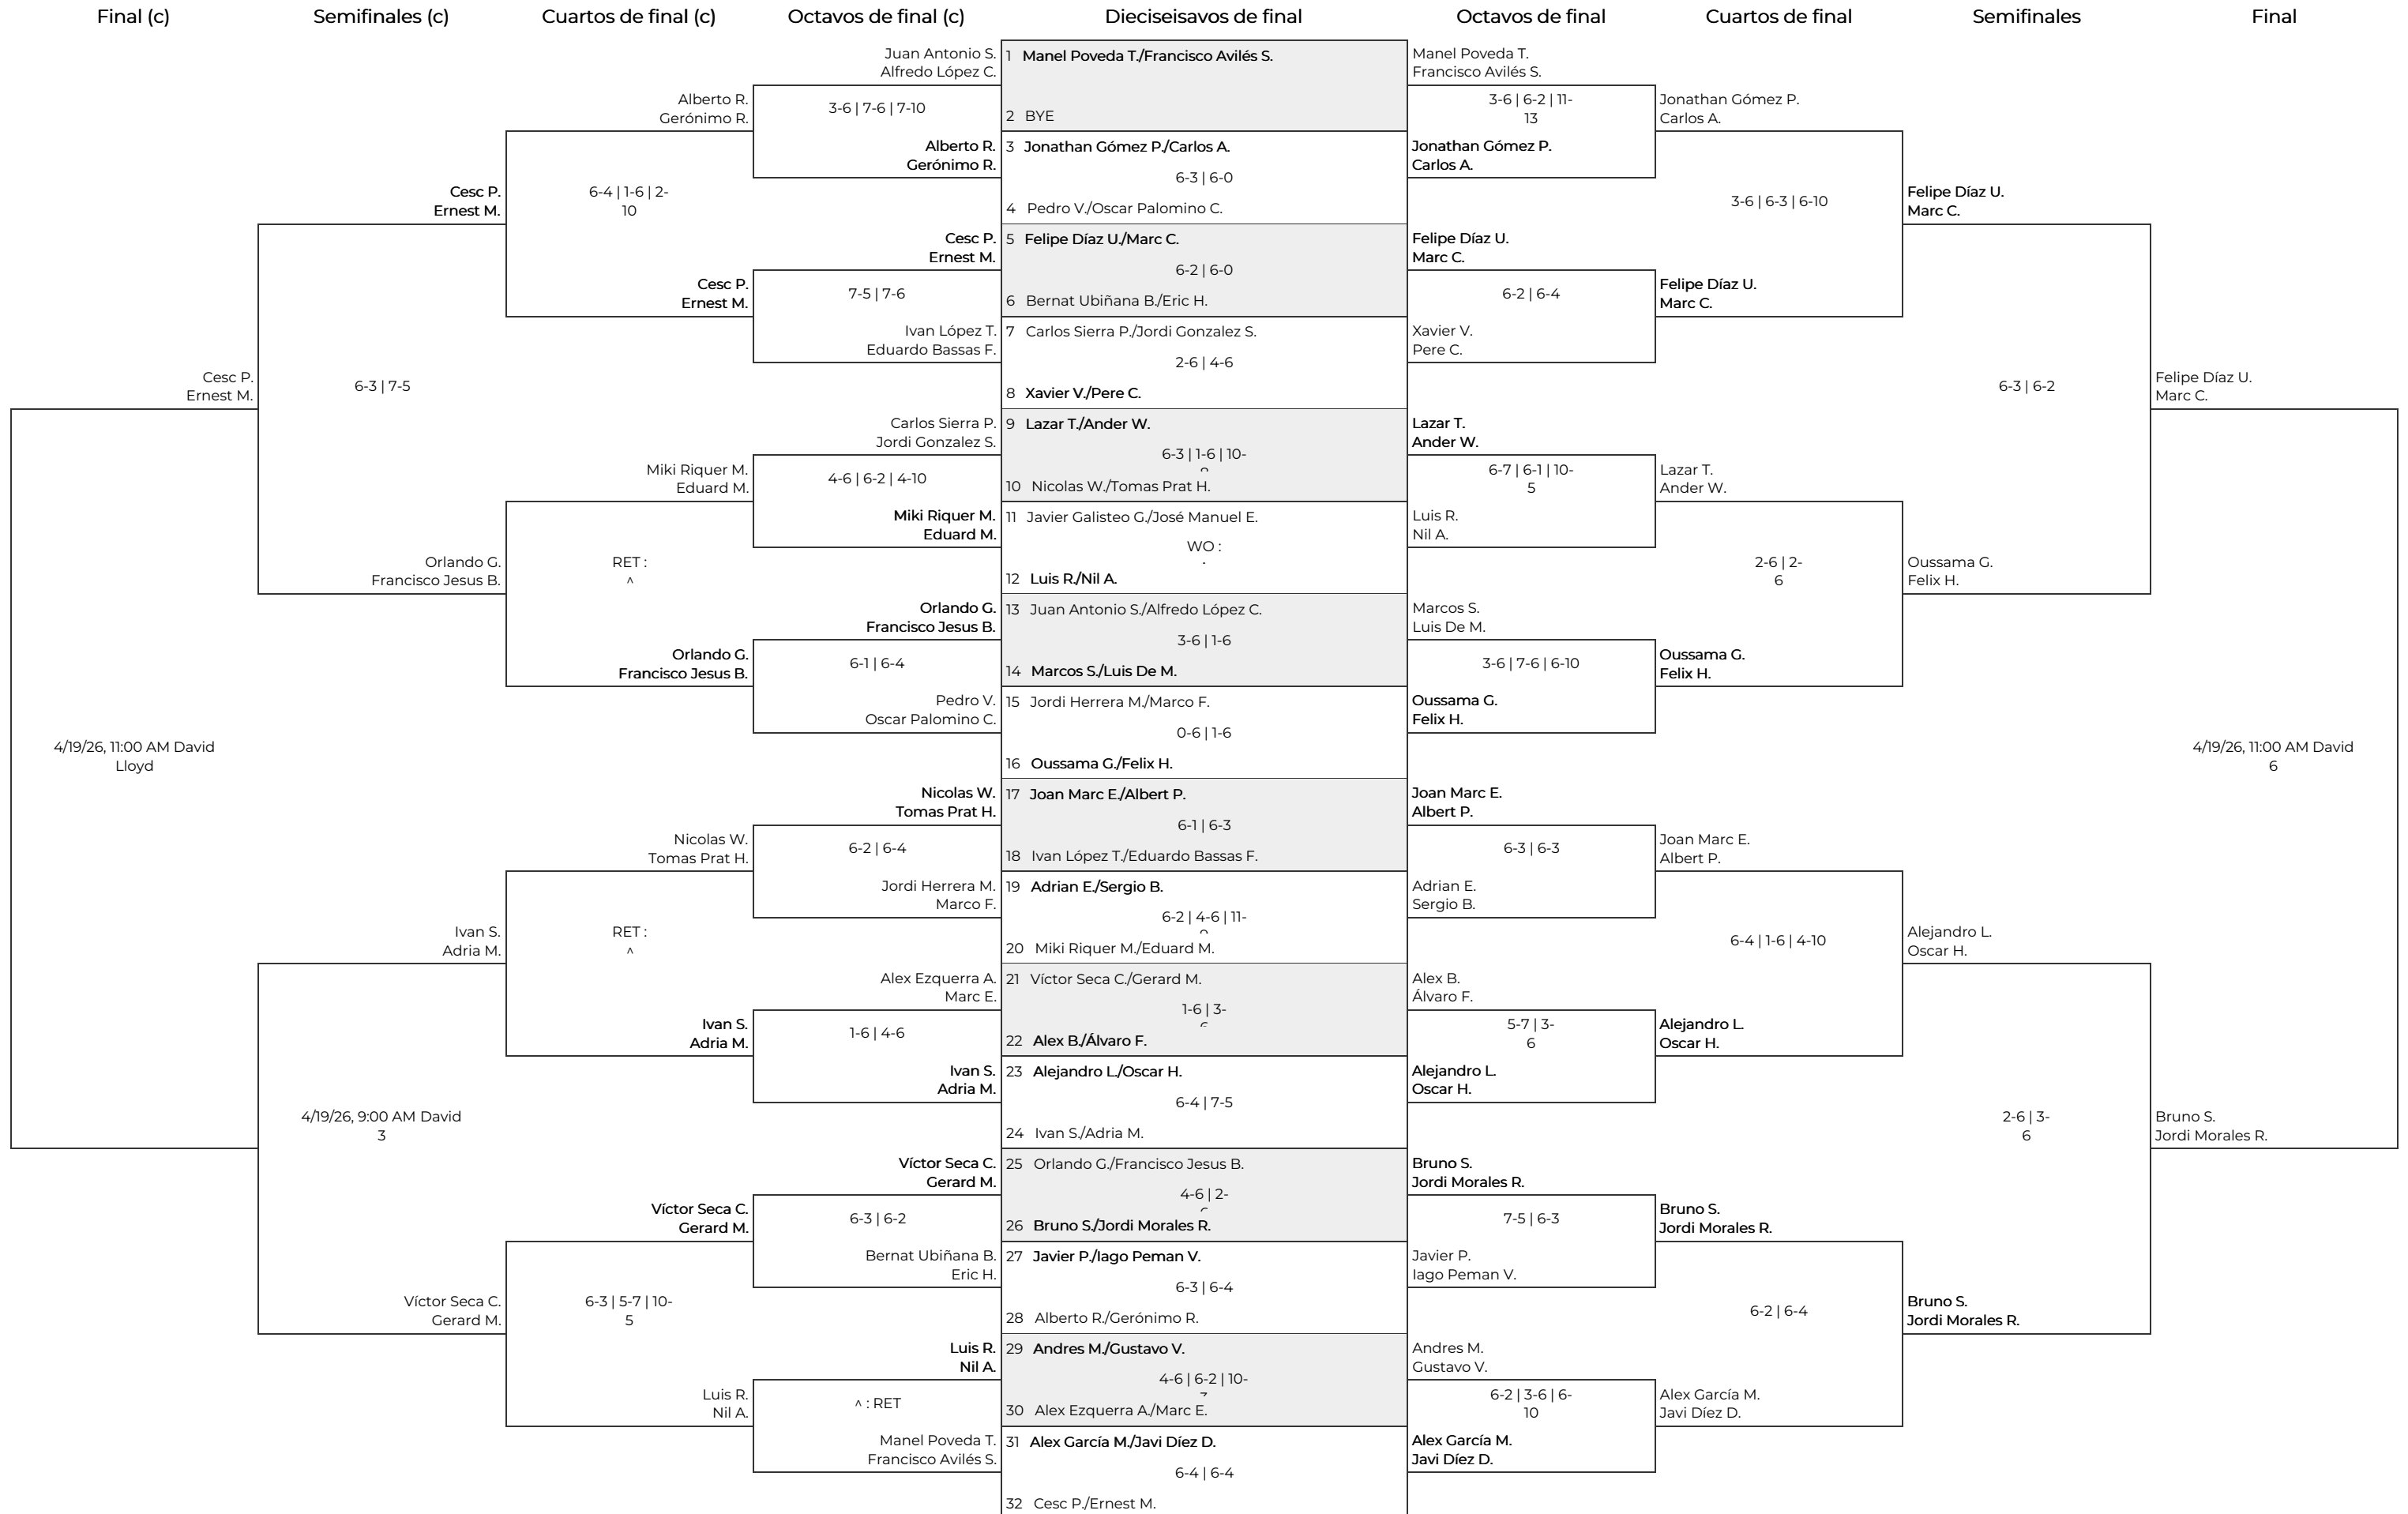 Final (c)
Semifinales (c)
Cuartos de final (c)
Octavos de final (c)
Dieciseisavos de final
Octavos de final
Cuartos de final
Semifinales
Final
Cesc P.
Ernest M.
4/19/26, 11:00 AM David
Lloyd
Cesc P.
Ernest M.
6-3 | 7-5
Orlando G.
Francisco Jesus B.
Ivan S.
Adria M.
4/19/26, 9:00 AM David
3
Víctor Seca C.
Gerard M.
Alberto R.
Gerónimo R.
6-4 | 1-6 | 2-
10
Cesc P.
Ernest M.
Miki Riquer M.
Eduard M.
RET :
^
Orlando G.
Francisco Jesus B.
Nicolas W.
Tomas Prat H.
RET :
^
Ivan S.
Adria M.
Víctor Seca C.
Gerard M.
6-3 | 5-7 | 10-
5
Luis R.
Nil A.
Juan Antonio S.
Alfredo López C.
3-6 | 7-6 | 7-10
Alberto R.
Gerónimo R.
Cesc P.
Ernest M.
7-5 | 7-6
Ivan López T.
Eduardo Bassas F.
Carlos Sierra P.
Jordi Gonzalez S.
4-6 | 6-2 | 4-10
Miki Riquer M.
Eduard M.
Orlando G.
Francisco Jesus B.
6-1 | 6-4
Pedro V.
Oscar Palomino C.
Nicolas W.
Tomas Prat H.
6-2 | 6-4
Jordi Herrera M.
Marco F.
Alex Ezquerra A.
Marc E.
1-6 | 4-6
Ivan S.
Adria M.
Víctor Seca C.
Gerard M.
6-3 | 6-2
Bernat Ubiñana B.
Eric H.
Luis R.
Nil A.
^ : RET
Manel Poveda T.
Francisco Avilés S.
1 Manel Poveda T./Francisco Avilés S.
2 BYE
3 Jonathan Gómez P./Carlos A.
6-3 | 6-0
4 Pedro V./Oscar Palomino C.
5 Felipe Díaz U./Marc C.
6-2 | 6-0
6 Bernat Ubiñana B./Eric H.
7 Carlos Sierra P./Jordi Gonzalez S.
2-6 | 4-6
8 Xavier V./Pere C.
9 Lazar T./Ander W.
6-3 | 1-6 | 10-
10 Nicolas W./Tomas Prat H.
11 Javier Galisteo G./José Manuel E.
WO :
12 Luis R./Nil A.
13 Juan Antonio S./Alfredo López C.
3-6 | 1-6
14 Marcos S./Luis De M.
15 Jordi Herrera M./Marco F.
0-6 | 1-6
16 Oussama G./Felix H.
17 Joan Marc E./Albert P.
6-1 | 6-3
18 Ivan López T./Eduardo Bassas F.
19 Adrian E./Sergio B.
6-2 | 4-6 | 11-
20 Miki Riquer M./Eduard M.
21 Víctor Seca C./Gerard M.
1-6 | 3-
22 Alex B./Álvaro F.
23 Alejandro L./Oscar H.
6-4 | 7-5
24 Ivan S./Adria M.
25 Orlando G./Francisco Jesus B.
4-6 | 2-
26 Bruno S./Jordi Morales R.
27 Javier P./Iago Peman V.
6-3 | 6-4
28 Alberto R./Gerónimo R.
29 Andres M./Gustavo V.
4-6 | 6-2 | 10-
30 Alex Ezquerra A./Marc E.
31 Alex García M./Javi Díez D.
6-4 | 6-4
32 Cesc P./Ernest M.
Manel Poveda T.
Francisco Avilés S.
3-6 | 6-2 | 11-
13
Jonathan Gómez P.
Carlos A.
Felipe Díaz U.
Marc C.
6-2 | 6-4
Xavier V.
Pere C.
Lazar T.
Ander W.
6-7 | 6-1 | 10-
5
Luis R.
Nil A.
Marcos S.
Luis De M.
3-6 | 7-6 | 6-10
Oussama G.
Felix H.
Joan Marc E.
Albert P.
6-3 | 6-3
Adrian E.
Sergio B.
Alex B.
Álvaro F.
5-7 | 3-
6
Alejandro L.
Oscar H.
Bruno S.
Jordi Morales R.
7-5 | 6-3
Javier P.
Iago Peman V.
Andres M.
Gustavo V.
6-2 | 3-6 | 6-
10
Alex García M.
Javi Díez D.
Jonathan Gómez P.
Carlos A.
3-6 | 6-3 | 6-10
Felipe Díaz U.
Marc C.
Lazar T.
Ander W.
2-6 | 2-
6
Oussama G.
Felix H.
Joan Marc E.
Albert P.
6-4 | 1-6 | 4-10
Alejandro L.
Oscar H.
Bruno S.
Jordi Morales R.
6-2 | 6-4
Alex García M.
Javi Díez D.
Felipe Díaz U.
Marc C.
6-3 | 6-2
Oussama G.
Felix H.
Alejandro L.
Oscar H.
2-6 | 3-
6
Bruno S.
Jordi Morales R.
Felipe Díaz U.
Marc C.
4/19/26, 11:00 AM David
6
Bruno S.
Jordi Morales R.